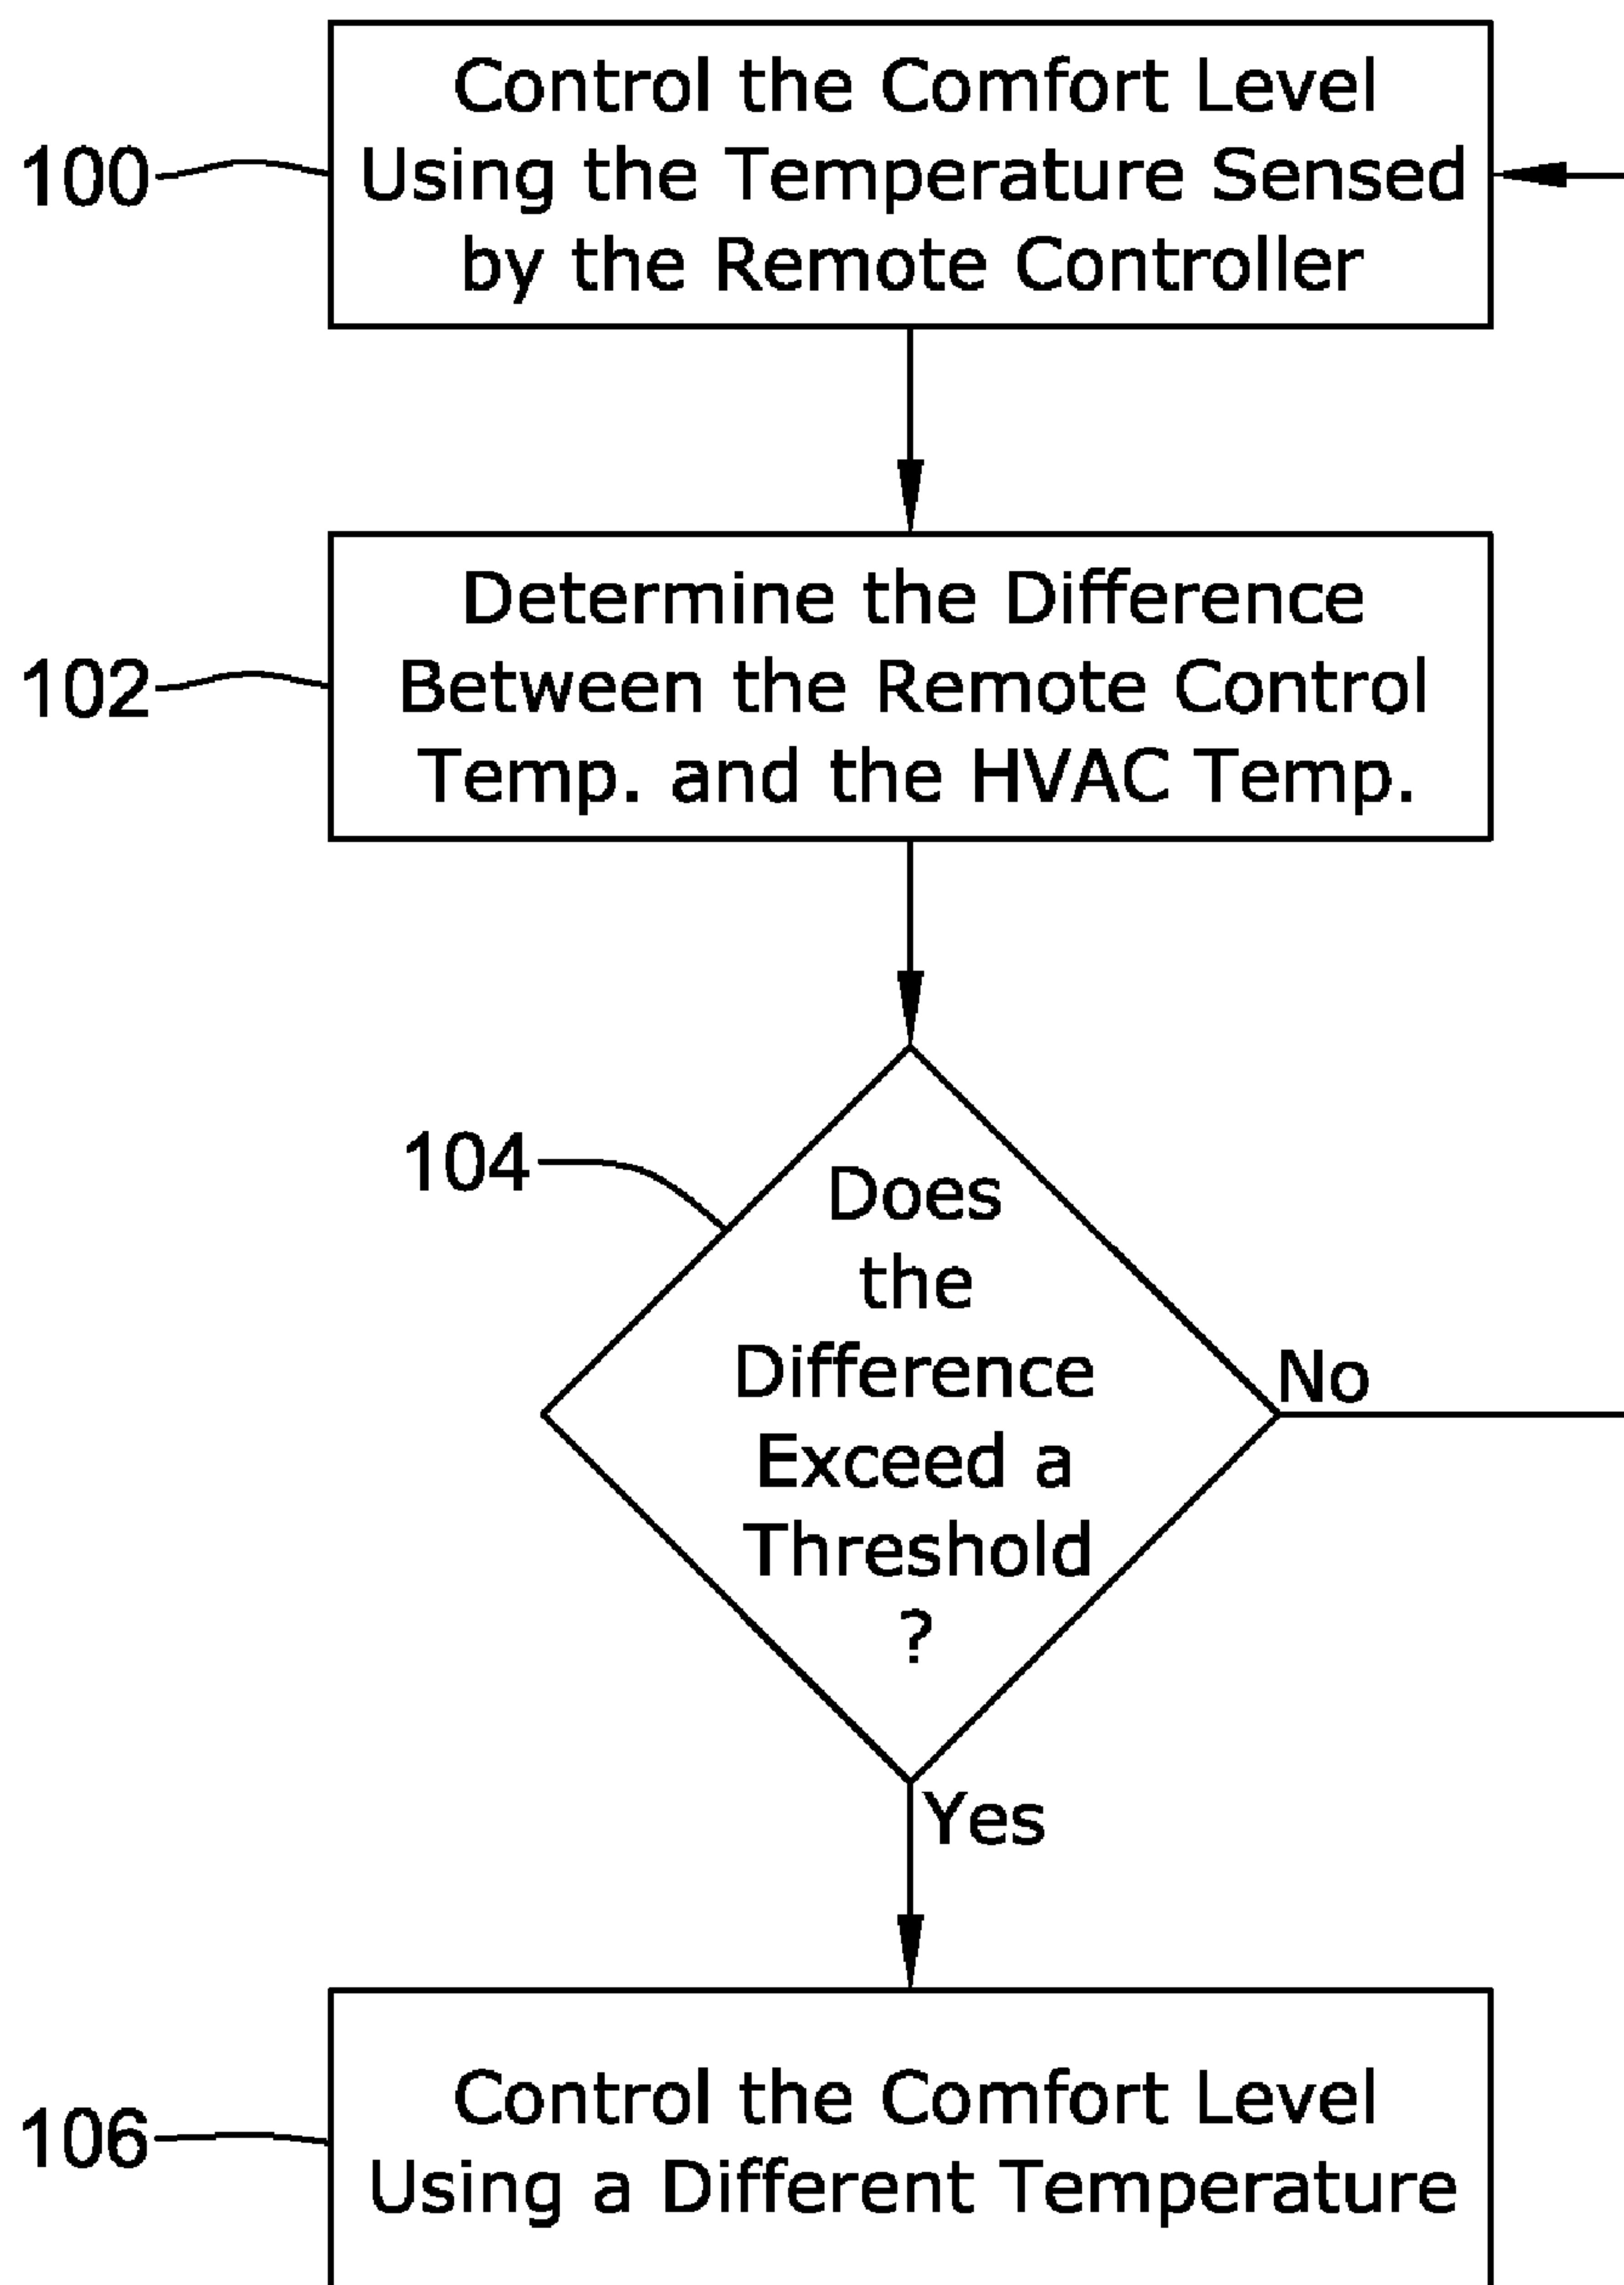 100
Control the Comfort Level
Using the Temperature Sensed
by the Remote Controller
102
Determine the Difference
Between the Remote Control
Temp. and the HVAC Temp.
104
Does
the
Difference
Exceed a
Threshold
?
No
Yes
106
Control the Comfort Level
Using a Different Temperature